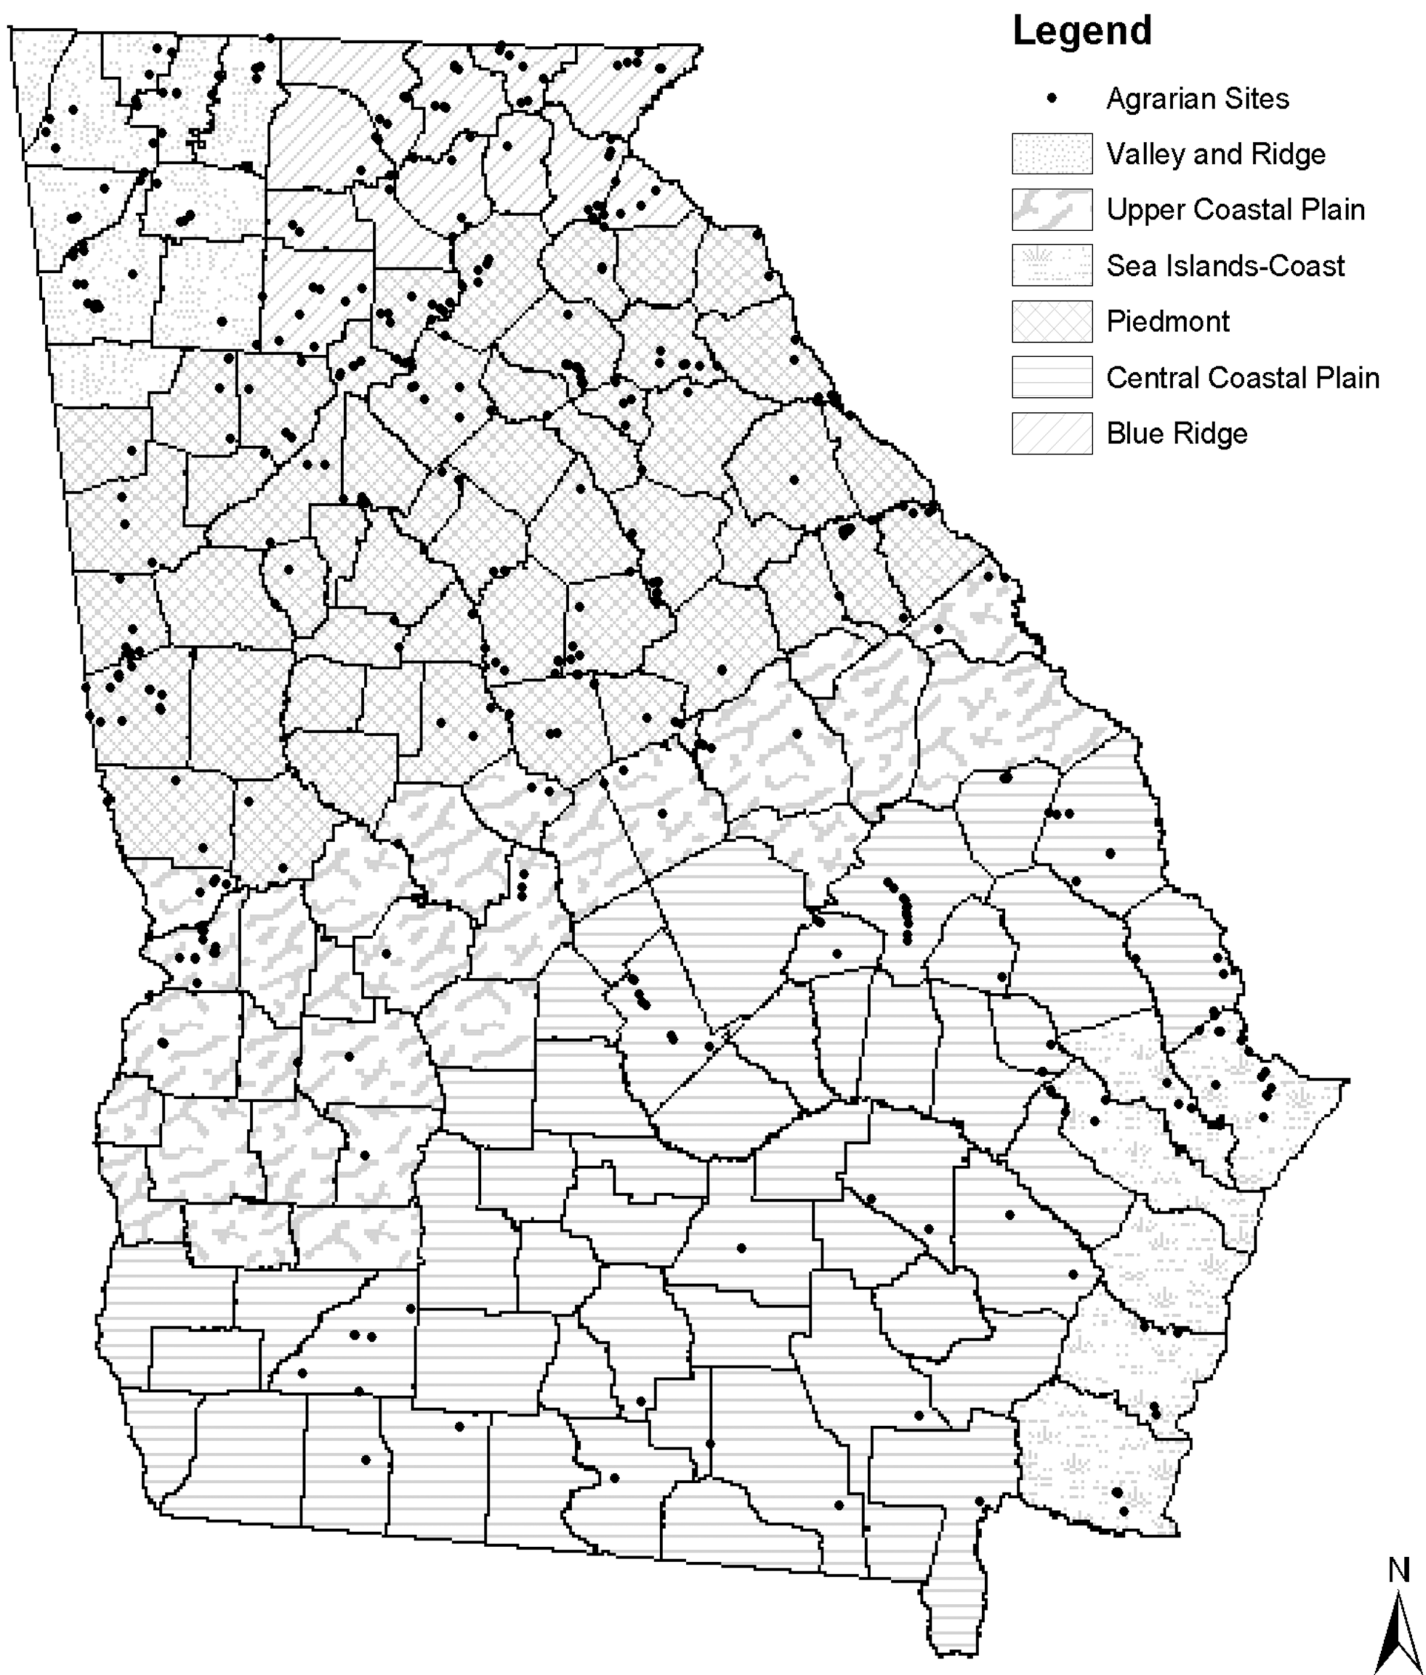 Legend
Agrarian Sites
Valley and Ridge
Upper Coastal Plain
Sea Islands-Coast
Piedmont
Central Coastal Plain
Blue Ridge
N